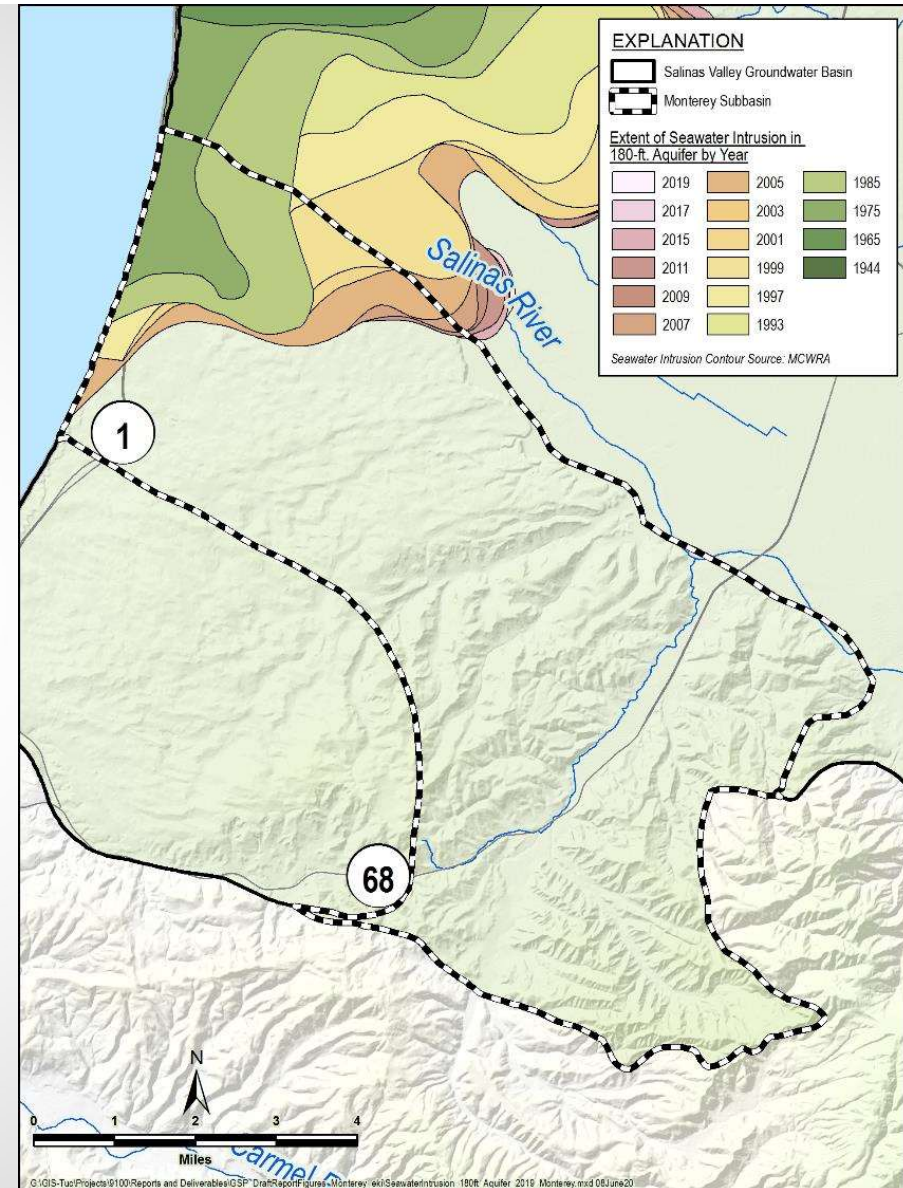 EXPLANATION
Salinas Valley Groundwater Basin
Monterey Subbasin
Extent of Seawater Intrusion in
180-ft. Aquifer by Year
2019
2017
2015
2011
2009
2007
2005
2003
2001
1999
1997
1993
1985
1975
1965
1944
Seawater Intrusion Contour Source: MCWRA
Salinas River
1
68
N
0 1 2 3 4
Miles
Carmel